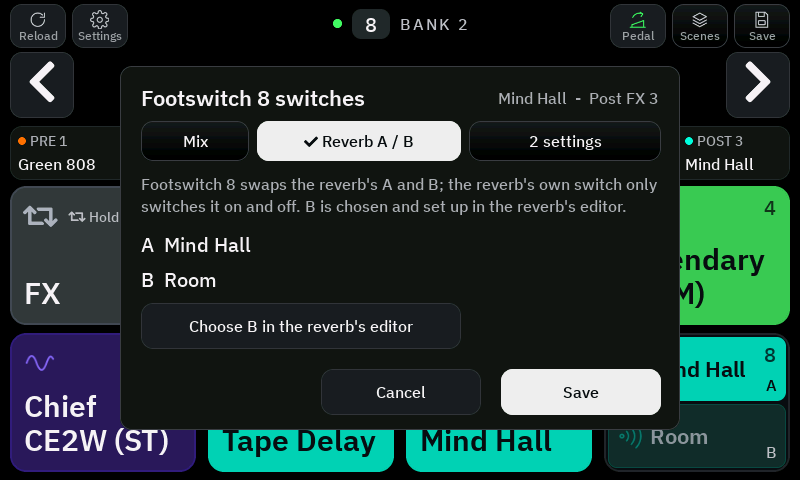 Reload
Settings
8 BANK 2
Pedal
Scenes
Save
Footswitch 8 switches
Mind Hall - Post FX 3
Mix
Reverb A / B
2 settings
Footswitch 8 swaps the reverb's A and B; the reverb's own switch only
switches it on and off. B is chosen and set up in the reverb's editor.
A Mind Hall
B Room
Choose B in the reverb's editor
Cancel
Save
PRE 1
Green 808
POST 3
Mind Hall
Hold
FX
4
endary
M)
Chief
CE2W (ST)
Tape Delay
Mind Hall
8
nd Hall
A
Room
B